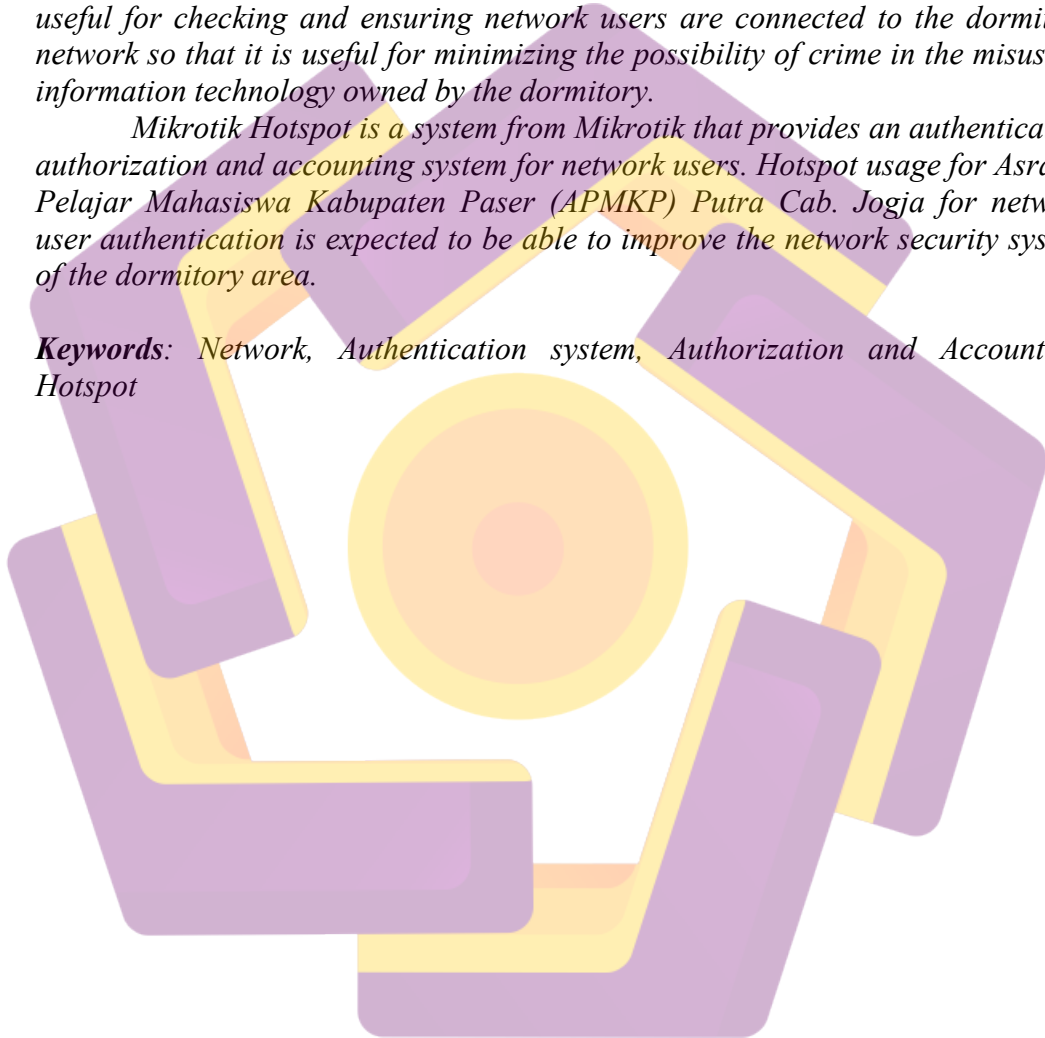 useful for checking and ensuring network users are connected to the dormit
network so that it is useful for minimizing the possibility of crime in the misus
information technology owned by the dormitory.
Mikrotik Hotspot is a system from Mikrotik that provides an authentica
authorization and accounting system for network users. Hotspot usage for Asra
Pelajar Mahasiswa Kabupaten Paser (APMKP) Putra Cab. Jogja for netw
user authentication is expected to be able to improve the network security sys
of the dormitory area.
Keywords: Network, Authentication system, Authorization and Account
Hotspot